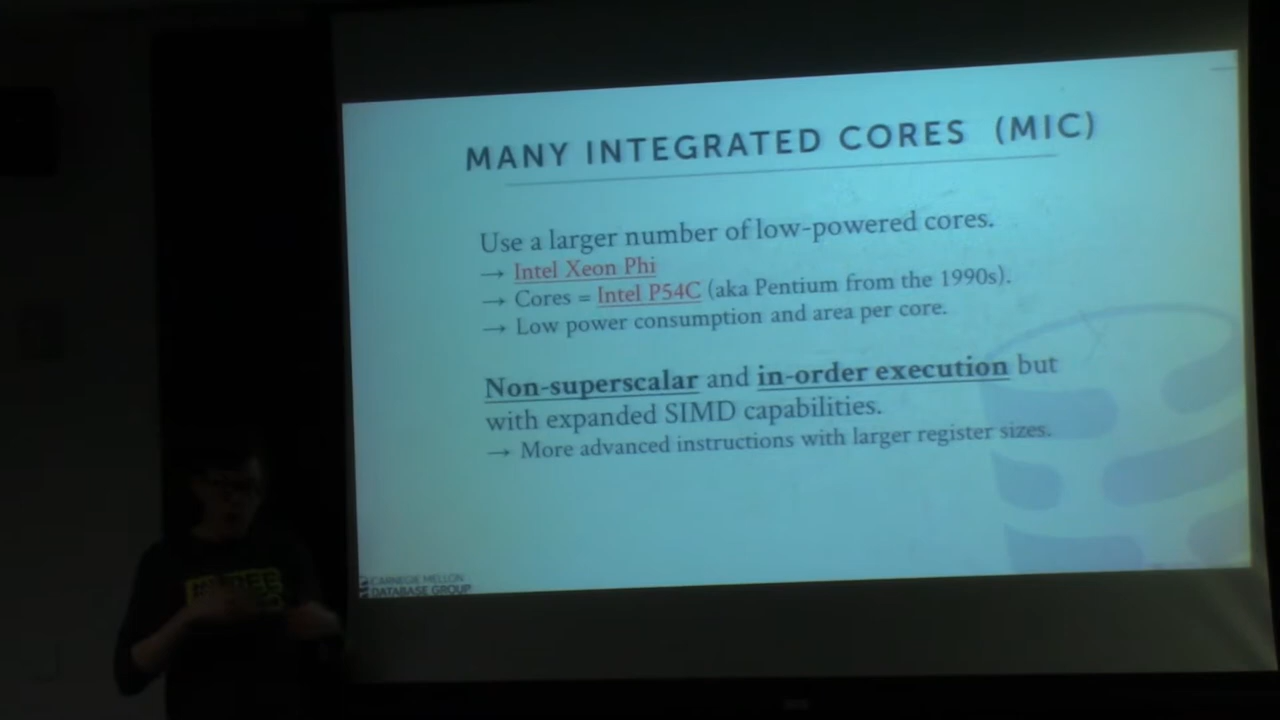 MANY INTEGRATED CORES (MIC)
Use a larger number of low-powered cores.
→ Intel Xeon Phi
→ Cores = Intel P54C (aka Pentium from the 1990s).
→ Low power consumption and area per core.
Non-superscalar and in-order execution but
with expanded SIMD capabilities.
→ More advanced instructions with larger register sizes.
CARNEGIE MELLON
DATABASE GROUP